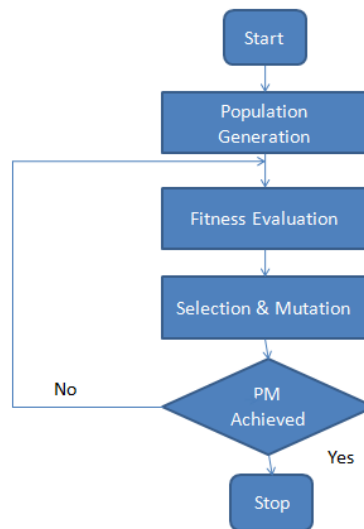 Start
Population
Generation
Fitness Evaluation
Selection & Mutation
PM
Achieved
No
Yes
Stop